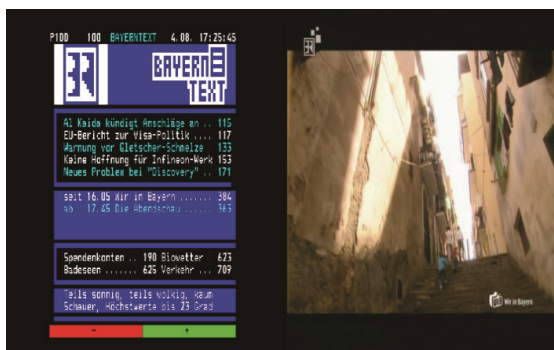 P100 100 BAYERNTEXT 4.08. 17:25:45
BAYERN
TEXT
Al Kaida kündigt Anschläge an .. 115
EU-Bericht zur Visa-Politik .... 117
Warnung vor Gletscher-Schmelze 133
Keine Hoffnung für Infineon-Werk 153
Neues Problem bei "Discovery" .. 171
seit 16.05 Wir in Bayern ....... 384
ab 17.45 Die Abendschau ...... 363
Spendenkonten .. 190 Biowetter 623
Badeseen ....... 625 Verkehr ... 709
Teils sonnig, teils wolkig, kaum
Schauer, Höchstwerte bis 23 Grad
- +
Wir in Bayern